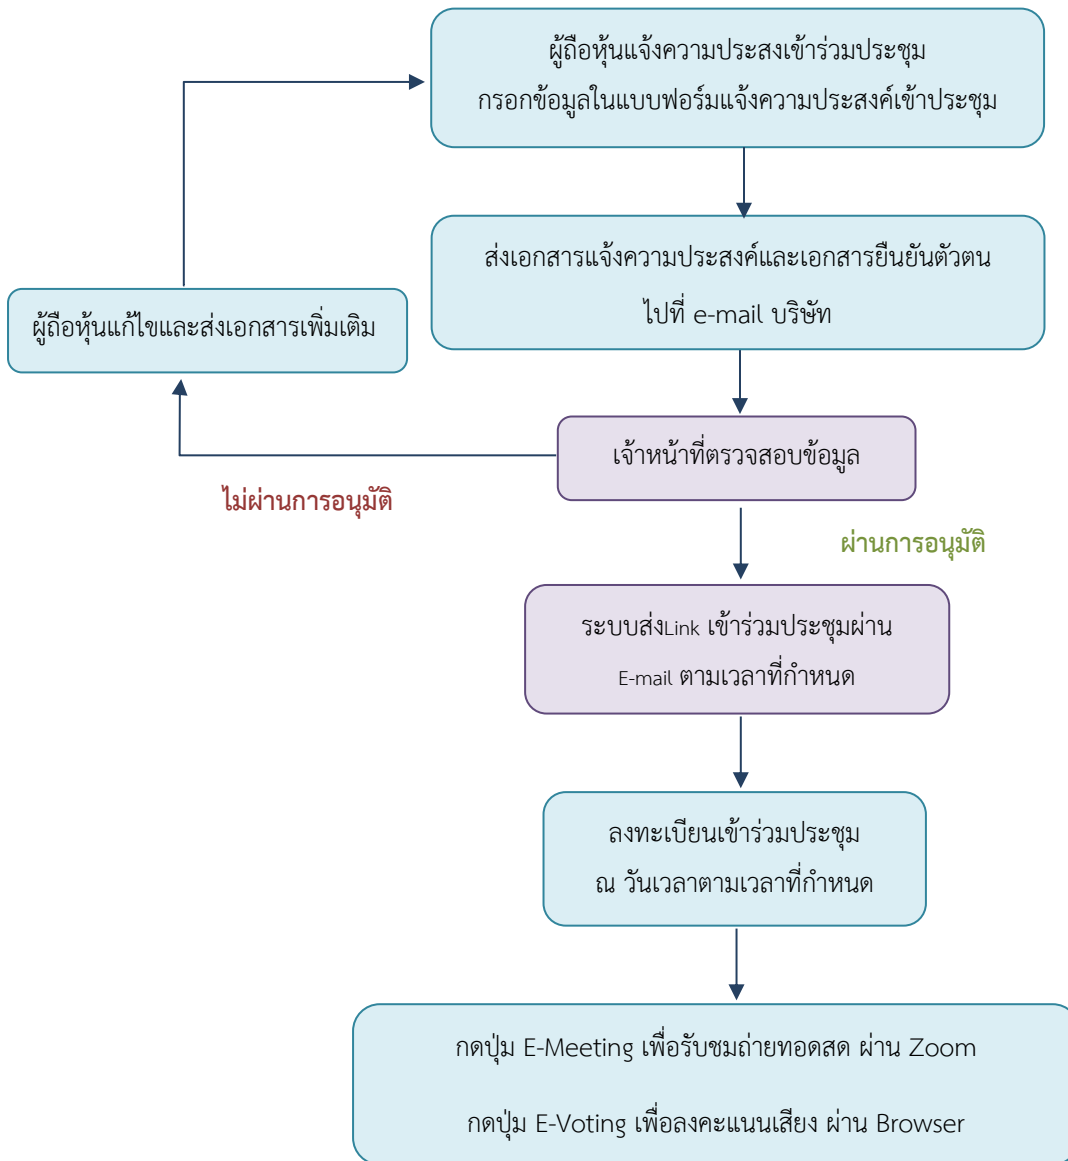 ผู้ถือหุ้นแจ้งความประสงเข้าร่วมประชุม
กรอกข้อมูลในแบบฟอร์มแจ้งความประสงค์เข้าประชุม
ส่งเอกสารแจ้งความประสงค์และเอกสารยืนยันตัวตน
ไปที่ e-mail บริษัท
ผู้ถือหุ้นแก้ไขและส่งเอกสารเพิ่มเติม
เจ้าหน้าที่ตรวจสอบข้อมูล
ไม่ผ่านการอนุมัติ
ผ่านการอนุมัติ
ระบบส่งLink เข้าร่วมประชุมผ่าน
E-mail ตามเวลาที่กำหนด
ลงทะเบียนเข้าร่วมประชุม
ณ วันเวลาตามเวลาที่กำหนด
กดปุ่ม E-Meeting เพื่อรับชมถ่ายทอดสด ผ่าน Zoom
กดปุ่ม E-Voting เพื่อลงคะแนนเสียง ผ่าน Browser